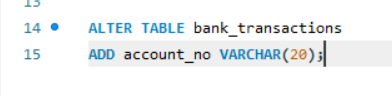 13
14 ALTER TABLE bank_transactions
15 ADD account_no VARCHAR(20);